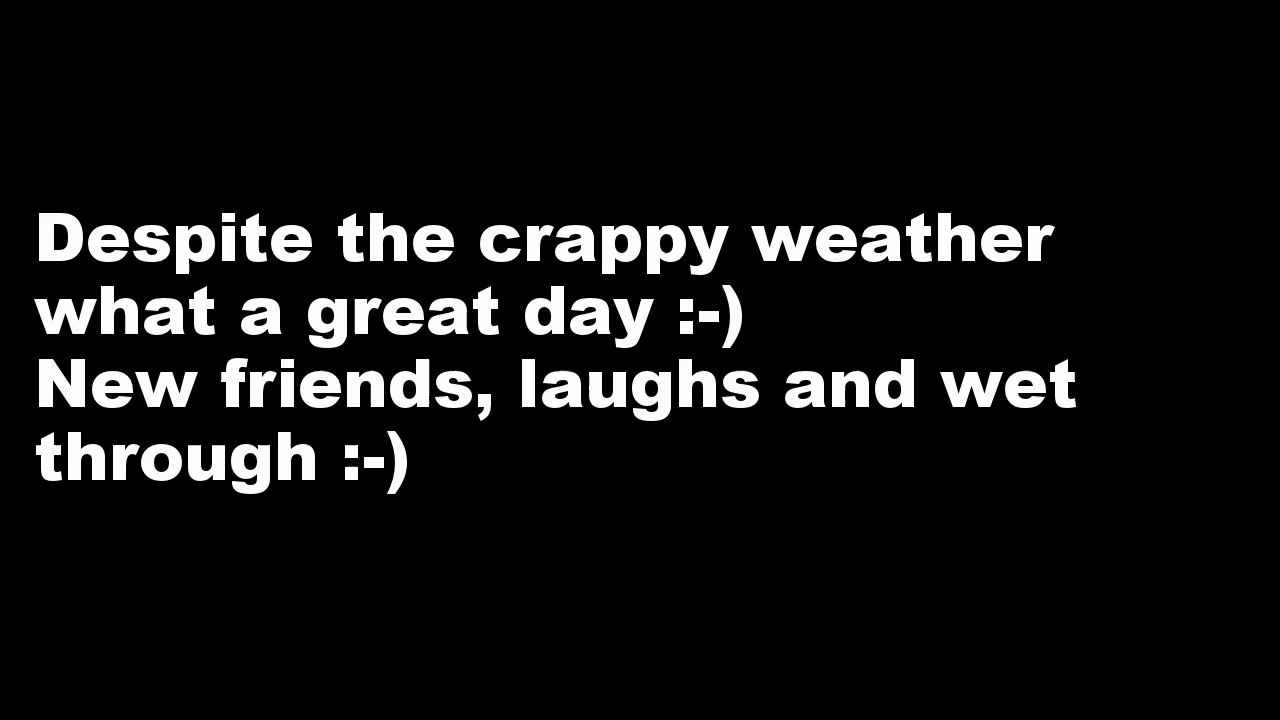 Despite the crappy weather
what a great day :-)
New friends, laughs and wet
through :-)